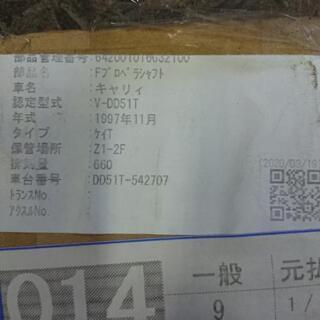 部品管理番号:642001016632100
部品名 :Fプロペラシャフト
車名 :キャリィ
認定型式 :V-DD51T
年式 :1997年11月
タイプ :ケイT
保管場所 :Z1-2F
排気量 :660
車台番号 :DD51T-542707
トランスNo. :
アクスルNo. :
[2020/03/19
014
一般
元払
9
1/